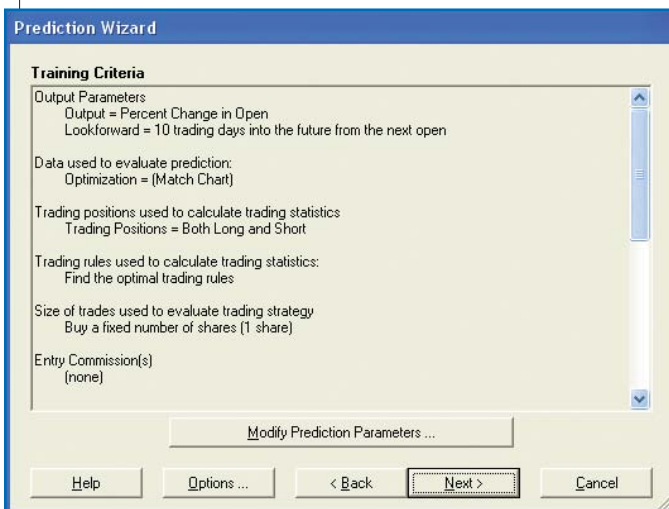 Prediction Wizard
Training Criteria
Output Parameters
Output = Percent Change in Open
Lookforward = 10 trading days into the future from the next open
Data used to evaluate prediction:
Optimization = (Match Chart)
Trading positions used to calculate trading statistics
Trading Positions = Both Long and Short
Trading rules used to calculate trading statistics:
Find the optimal trading rules
Size of trades used to evaluate trading strategy
Buy a fixed number of shares (1 share)
Entry Commission(s)
(none)
Modify Prediction Parameters ...
Help
Options ...
< Back
Next >
Cancel